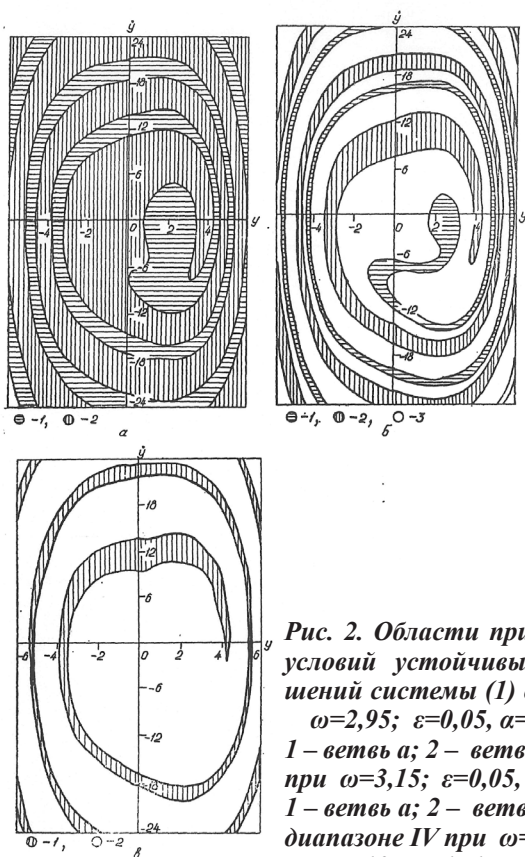 ẏ
24
18
12
6
-4
-2
0
2
4
y
-6
-12
-18
-24
-1, -2
а
ẏ
24
18
12
6
-4
-2
0
2
4
y
-6
-12
-18
-1, -2, -3
б
ẏ
18
12
6
-6
-4
-2
0
2
4
6
y
-6
-12
-18
-24
-1, -2
в
Рис. 2. Области при
условий устойчивы
шений системы (1)
ω=2,95; ε=0,05, α=
1 – ветвь а; 2 – ветв
при ω=3,15; ε=0,05,
1 – ветвь а; 2 – ветв
диапазоне IV при ω=